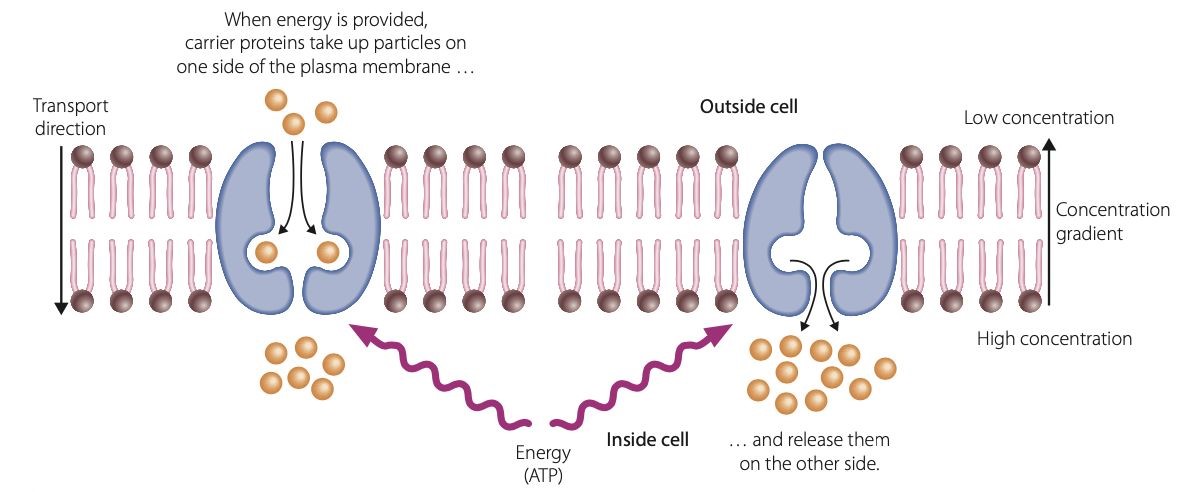 When energy is provided,
carrier proteins take up particles on
one side of the plasma membrane …
Transport
direction
Outside cell
Low concentration
Concentration
gradient
High concentration
Energy
(ATP)
Inside cell
… and release them
on the other side.